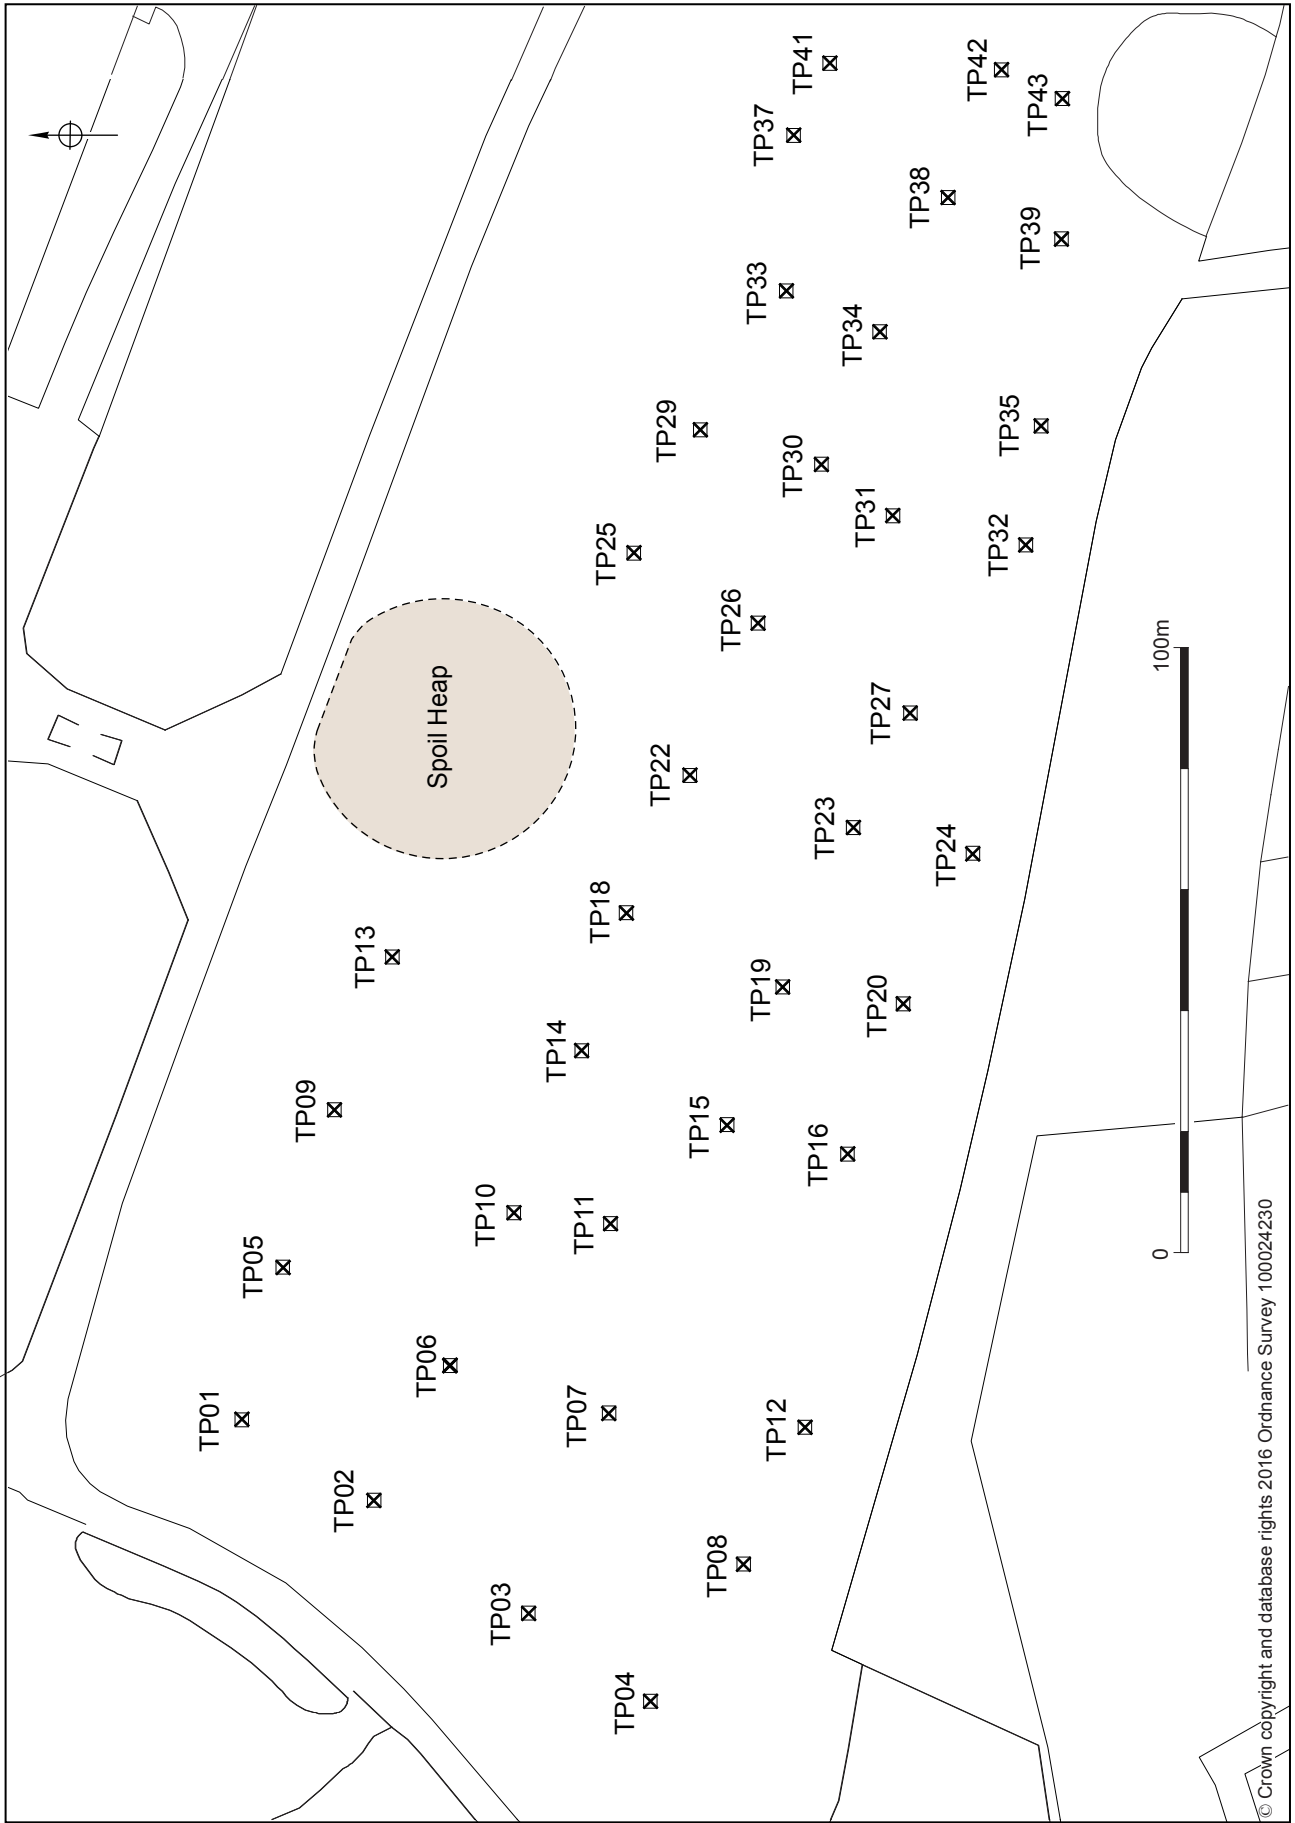 TP01
TP02
TP03
TP04
TP05
TP06
TP07
TP08
TP09
TP10
TP11
TP12
TP13
TP14
TP15
TP16
TP18
TP19
TP20
Spoil Heap
TP22
TP23
TP24
TP25
TP26
TP27
TP29
TP30
TP31
TP32
TP33
TP34
TP35
TP37
TP38
TP39
TP41
TP42
TP43
0
100m
© Crown copyright and database rights 2016 Ordnance Survey 100024230